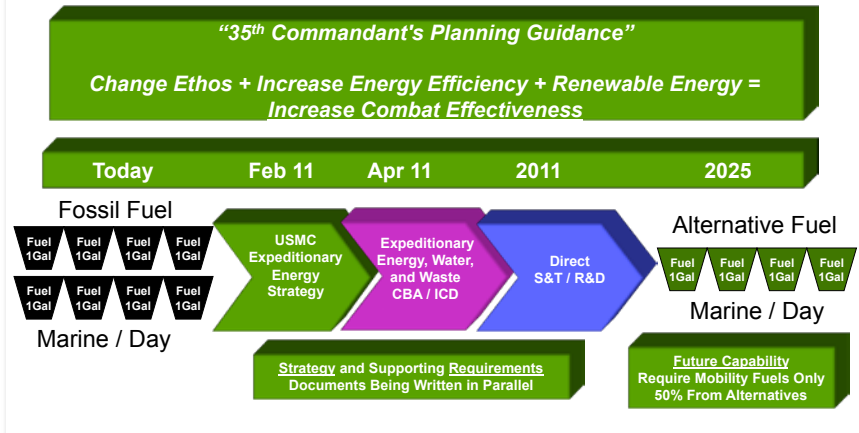 “35th Commandant's Planning Guidance”
Change Ethos + Increase Energy Efficiency + Renewable Energy =
Increase Combat Effectiveness
Today Feb 11 Apr 11 2011 2025
Fossil Fuel
Fuel Fuel Fuel Fuel
1Gal 1Gal 1Gal 1Gal
Fuel Fuel Fuel Fuel
1Gal 1Gal 1Gal 1Gal
Marine / Day
USMC
Expeditionary
Energy
Strategy
Expeditionary
Energy, Water,
and Waste
CBA / ICD
Direct
S&T / R&D
Alternative Fuel
Fuel Fuel Fuel Fuel
1Gal 1Gal 1Gal 1Gal
Marine / Day
Strategy and Supporting Requirements
Documents Being Written in Parallel
Future Capability
Require Mobility Fuels Only
50% From Alternatives